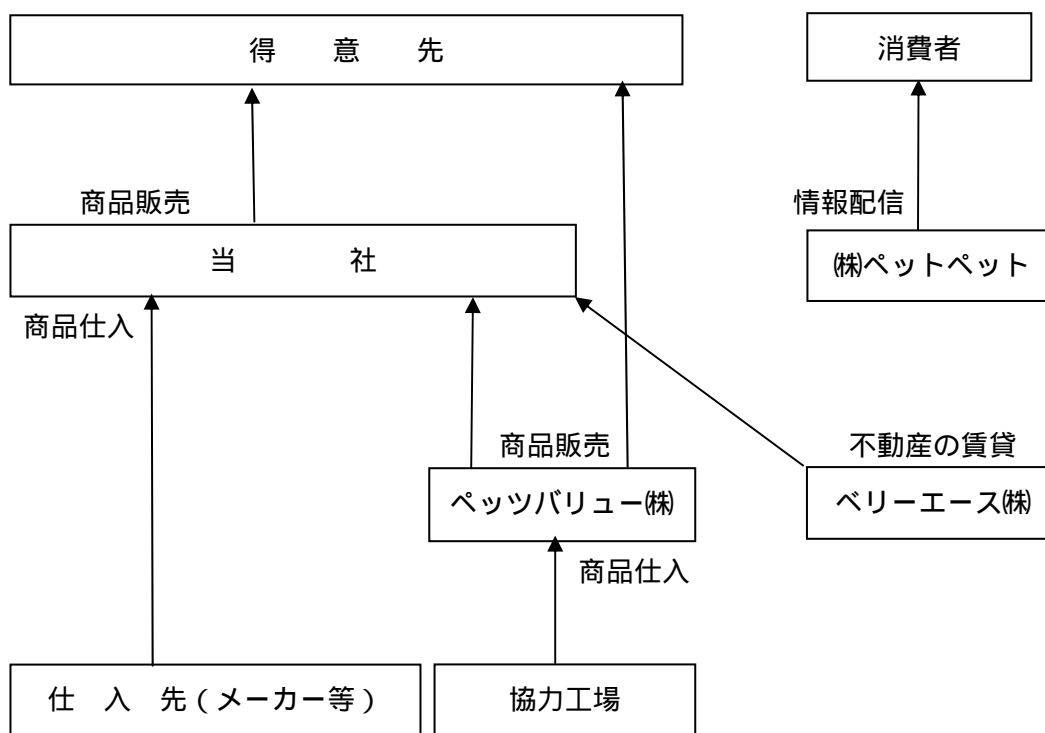 得　意　先
消費者
商品販売
情報配信
当　社
㈱ペットペット
商品仕入
商品販売
不動産の賃貸
ペッツバリュー㈱
ベリーエース㈱
商品仕入
仕　入　先（メーカー等）
協力工場